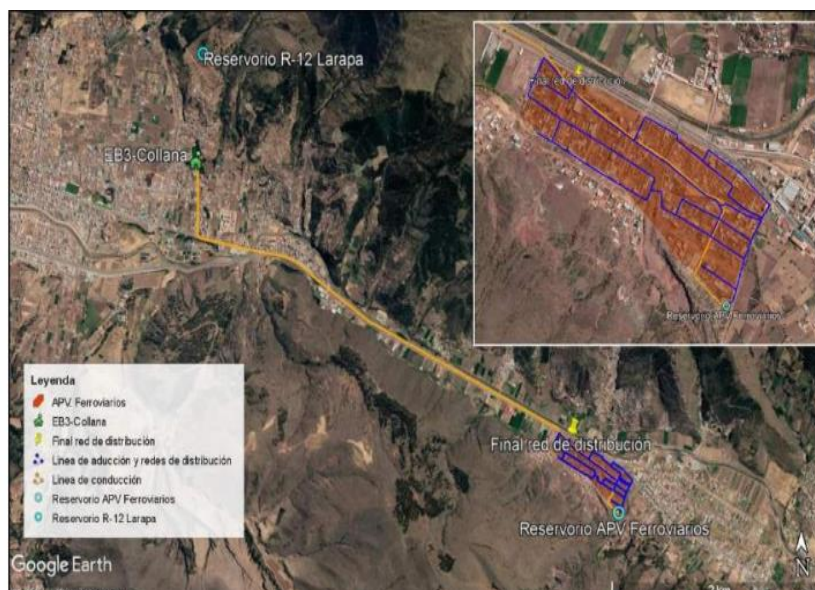 Reservorio R-12 Larapa
EB3-Collana
Final red de distribución
Reservorio APV Ferroviarios
Final red de distribución
Reservorio APV Ferroviarios
Leyenda
APV. Ferroviarios
EB3-Collana
Final red de distribución
Linea de aducción y redes de distribución
Linea de conducción
Reservorio APV Ferroviarios
Reservorio R-12 Larapa
Google Earth
N